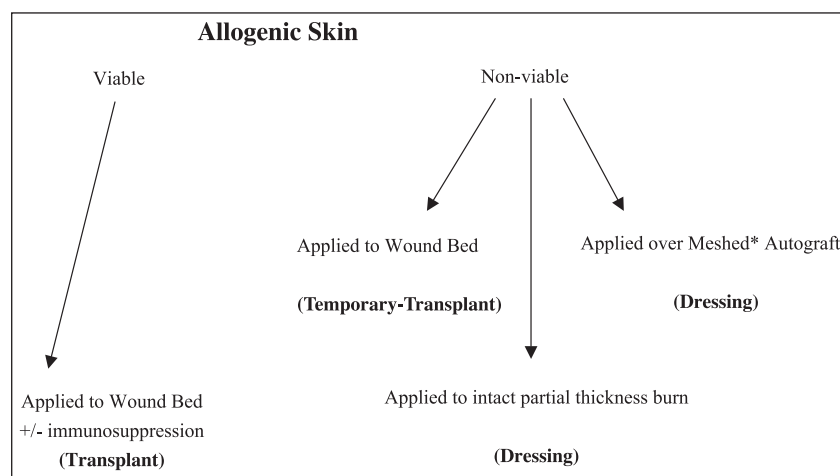 Allogenic Skin
Viable
Non-viable
Applied to Wound Bed
(Temporary-Transplant)
Applied over Meshed* Autograft
(Dressing)
Applied to Wound Bed
+/- immunosuppression
(Transplant)
Applied to intact partial thickness burn
(Dressing)